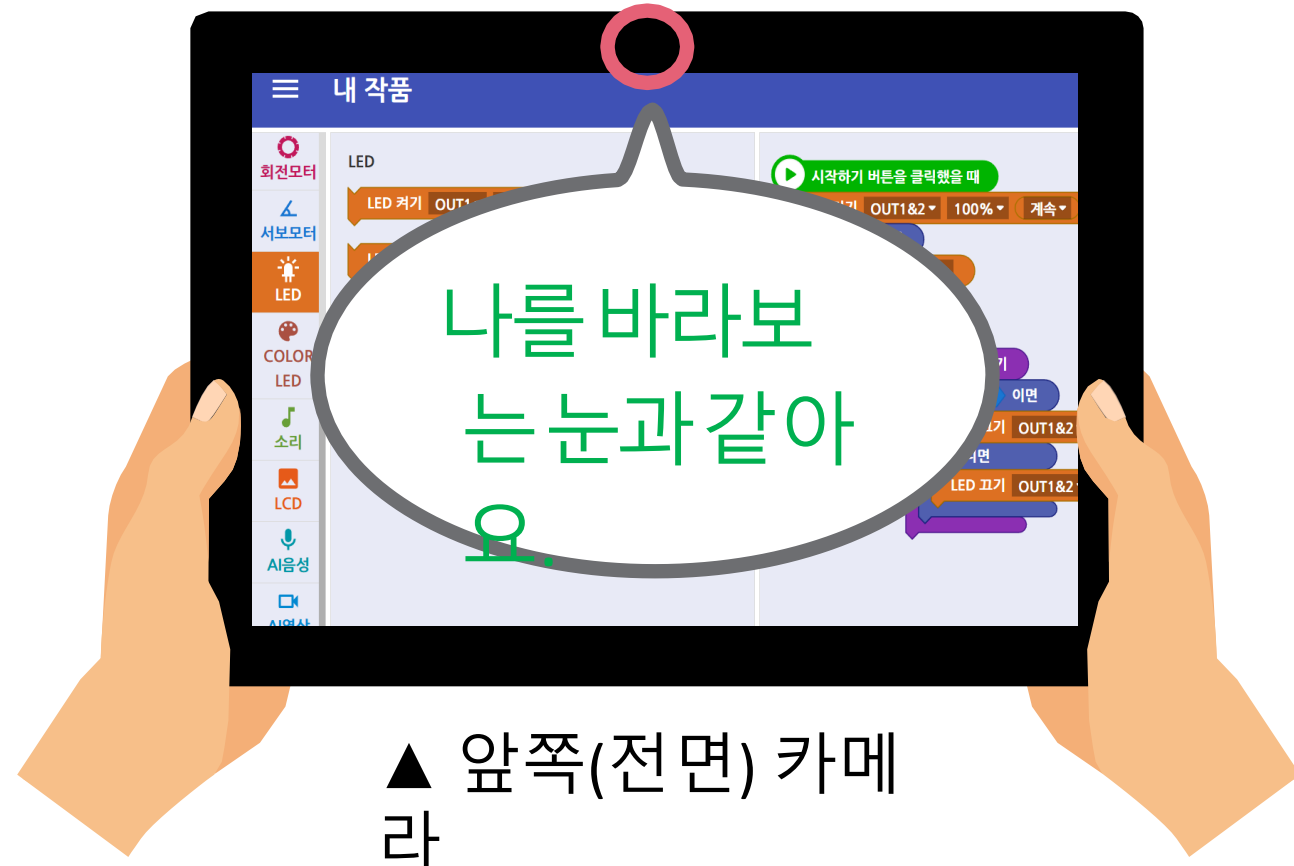 내 작품
회전모터
서보모터
LED
COLOR
LED
소리
LCD
AI음성
LED
LED 켜기 OUT1
시작하기 버튼을 클릭했을 때
OUT1&2 100% 계속
이면
OUT1&2
LED 끄기 OUT1&2
나를 바라보
는 눈과 같아
요.
▲ 앞쪽(전면) 카메
라